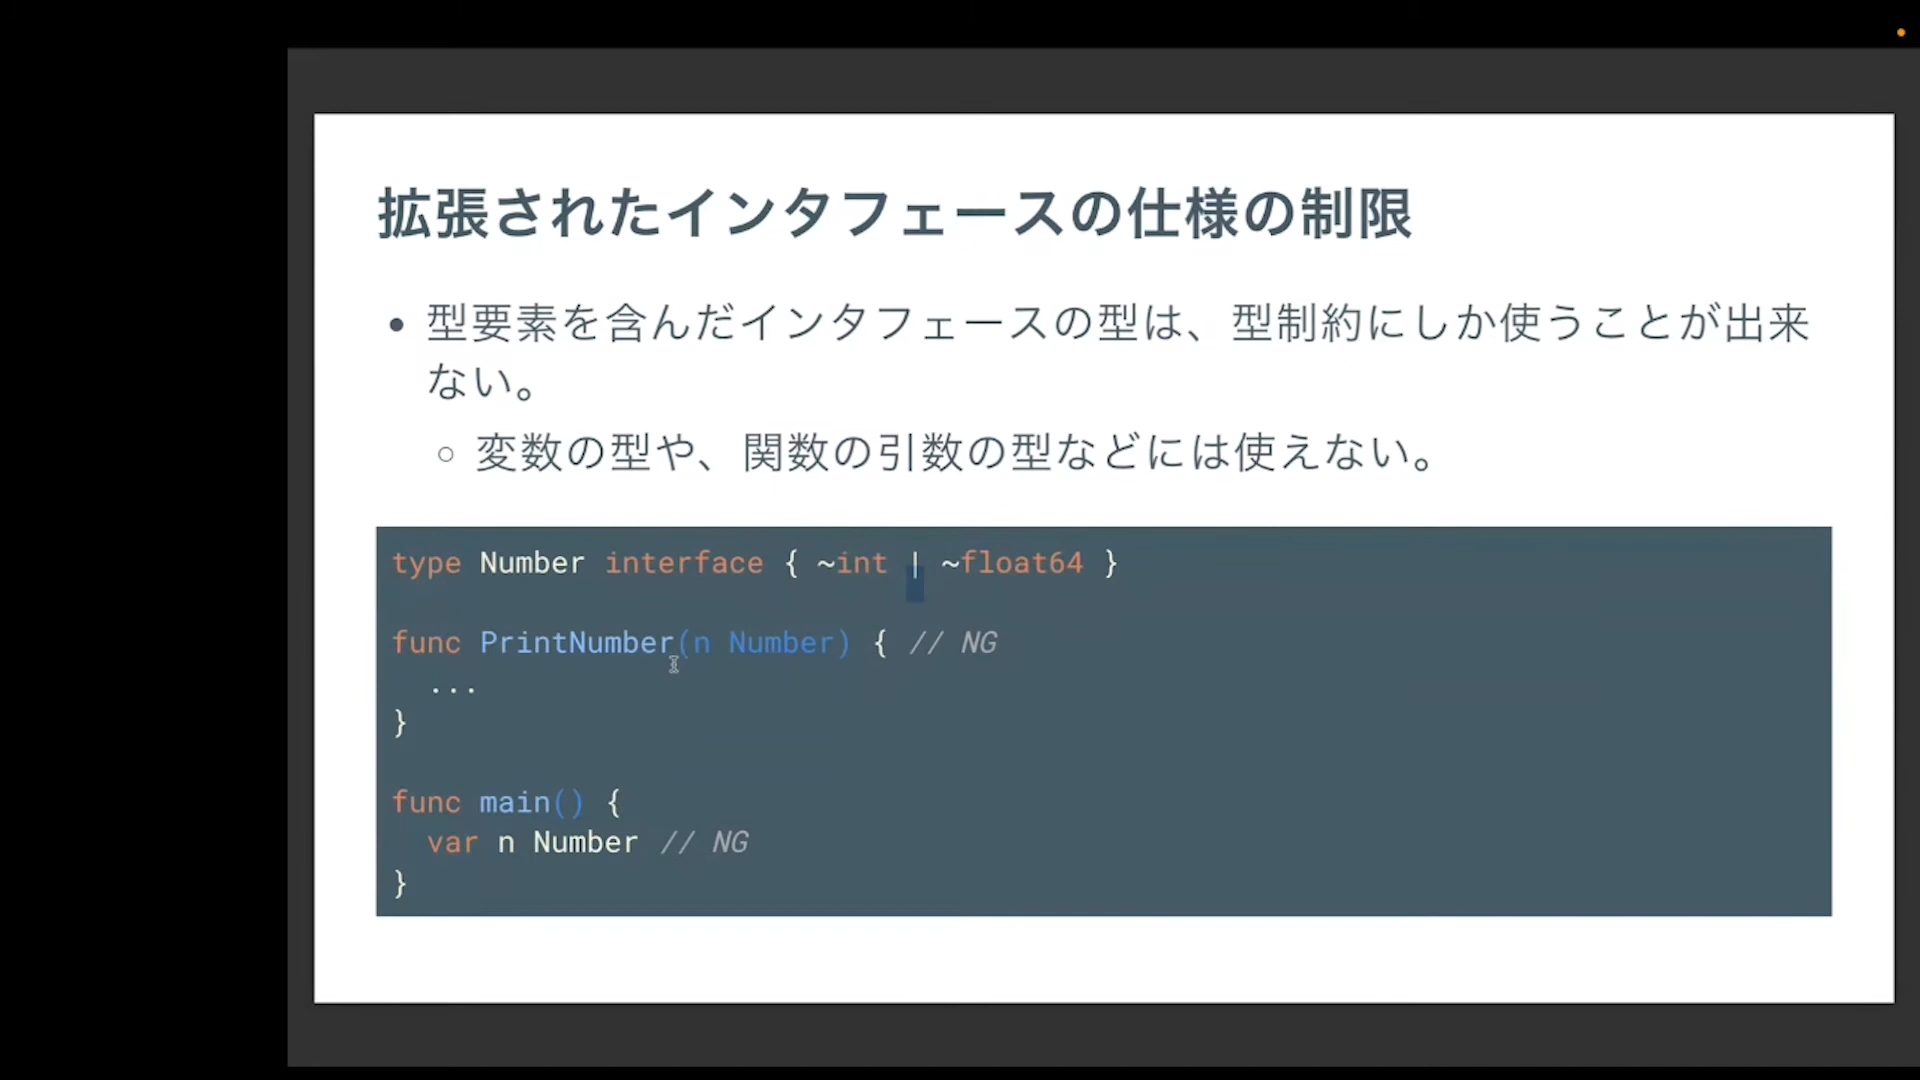 拡張されたインタフェースの仕様の制限
• 型要素を含んだインタフェースの型は、型制約にしか使うことが出来
ない。
○ 変数の型や、関数の引数の型などには使えない。
type Number interface { ~int | ~float64 }
func PrintNumber(n Number) { // NG
...
}
func main() {
var n Number // NG
}